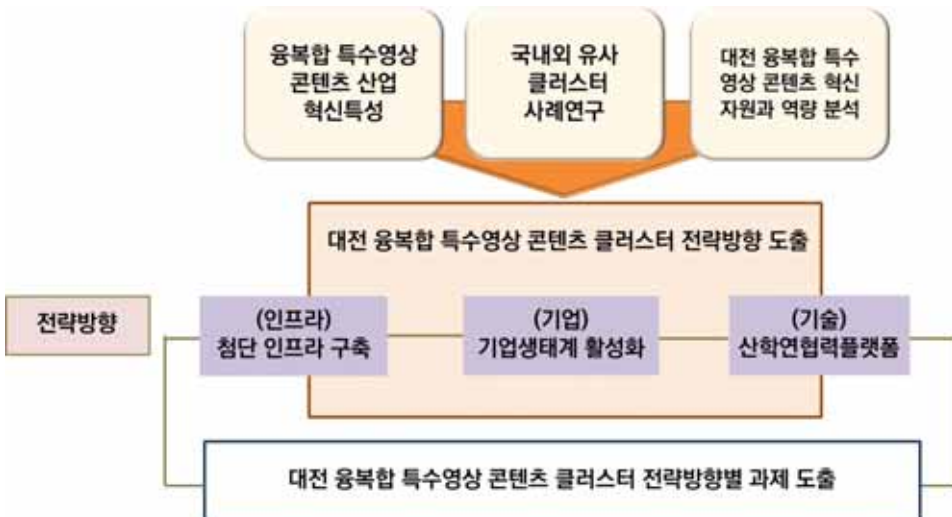 융복합 특수영상
콘텐츠 산업
혁신특성
국내외 유사
클러스터
사례연구
대전 융복합 특수
영상 콘텐츠 혁신
자원과 역량 분석
대전 융복합 특수영상 콘텐츠 클러스터 전략방향 도출
전략방향
(인프라)
첨단 인프라 구축
(기업)
기업생태계 활성화
(기술)
산학연협력플랫폼
대전 융복합 특수영상 콘텐츠 클러스터 전략방향별 과제 도출